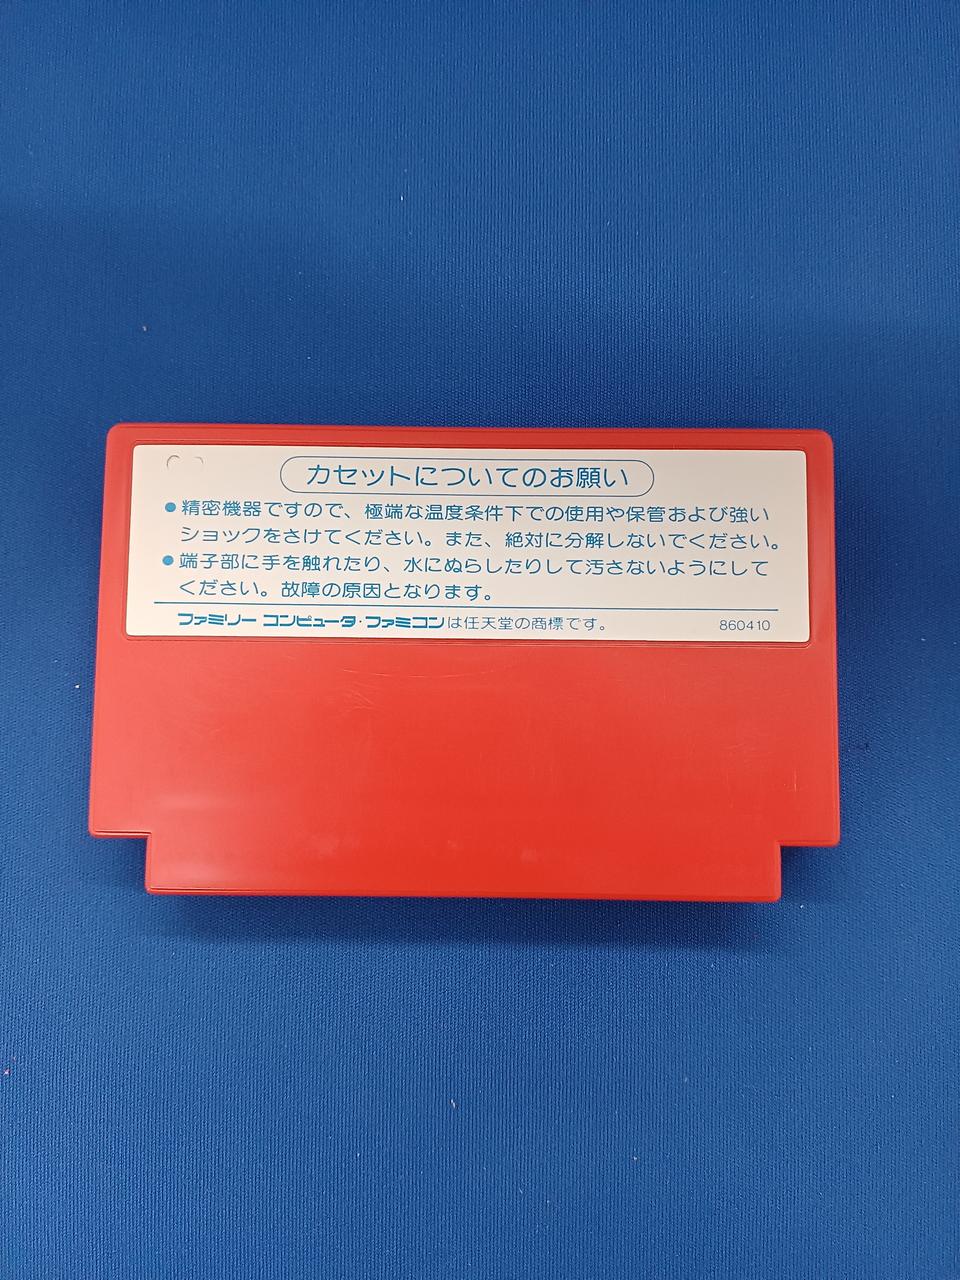 カセットについてのお願い
●精密機器ですので、極端な温度条件下での使用や保管および強い
ショックをさけてください。また、絶対に分解しないでください。
●端子部に手を触れたり、水にぬらしたりして汚さないようにして
ください。故障の原因となります。
ファミリー コンピュータ・ファミコンは任天堂の商標です。 860410